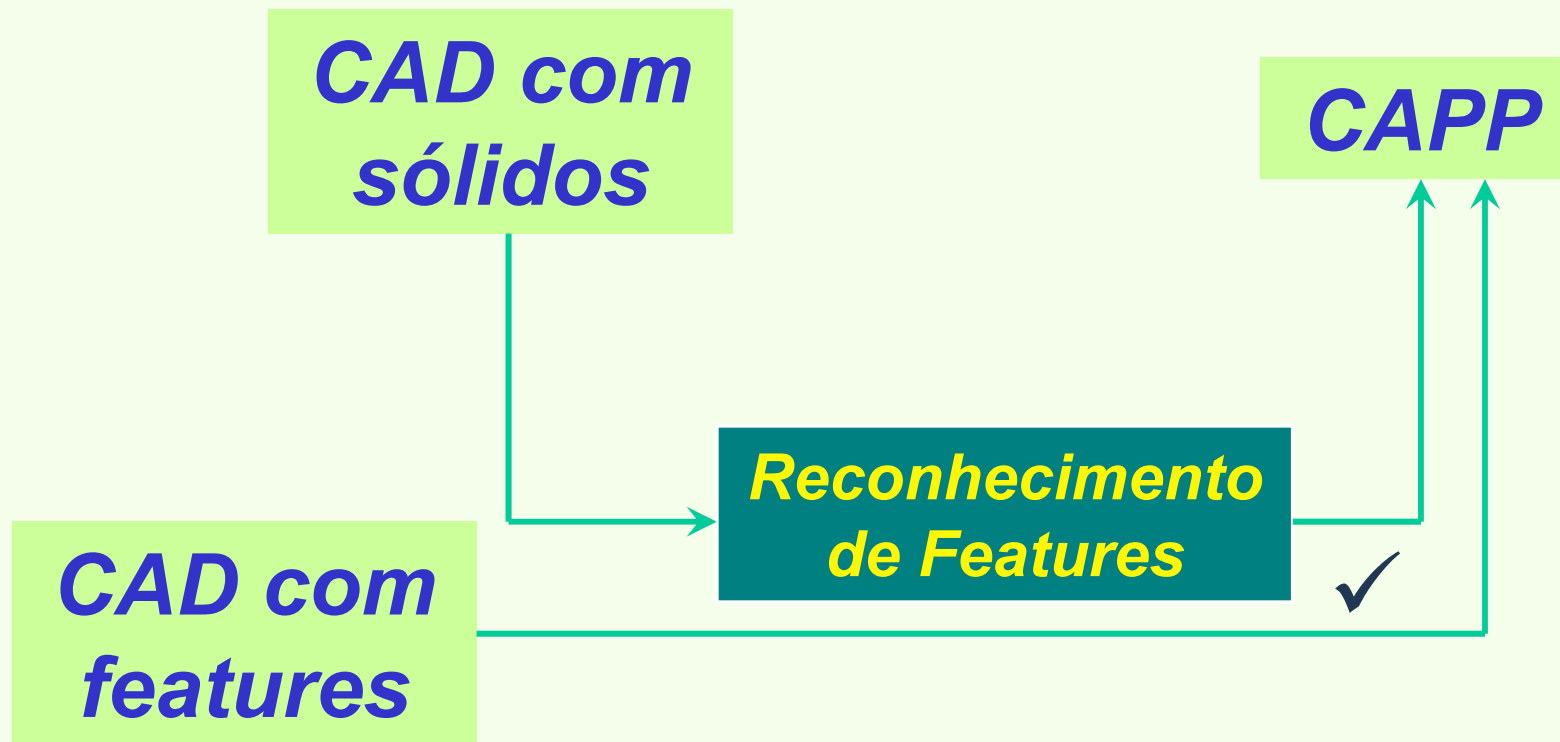 CAD com
sólidos
CAPP
Reconhecimento
de Features
CAD com
features